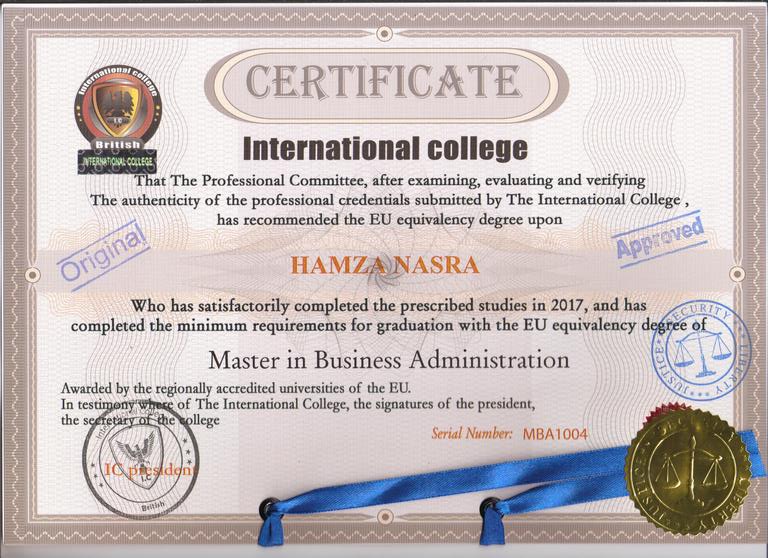 CERTIFICATE
International college
British
INTERNATIONAL COLLEGE
International college
That The Professional Committee, after examining, evaluating and verifying
The authenticity of the professional credentials submitted by The International College ,
has recommended the EU equivalency degree upon
Original
Approved
HAMZA NASRA
Who has satisfactorily completed the prescribed studies in 2017, and has
completed the minimum requirements for graduation with the EU equivalency degree of
SECURITY
JUSTICE
LIBERTY
Master in Business Administration
Awarded by the regionally accredited universities of the EU.
In testimony where of The International College, the signatures of the president,
the secretary of the college
Serial Number: MBA1004
International college
I.C
IC president
British
JUSTICE